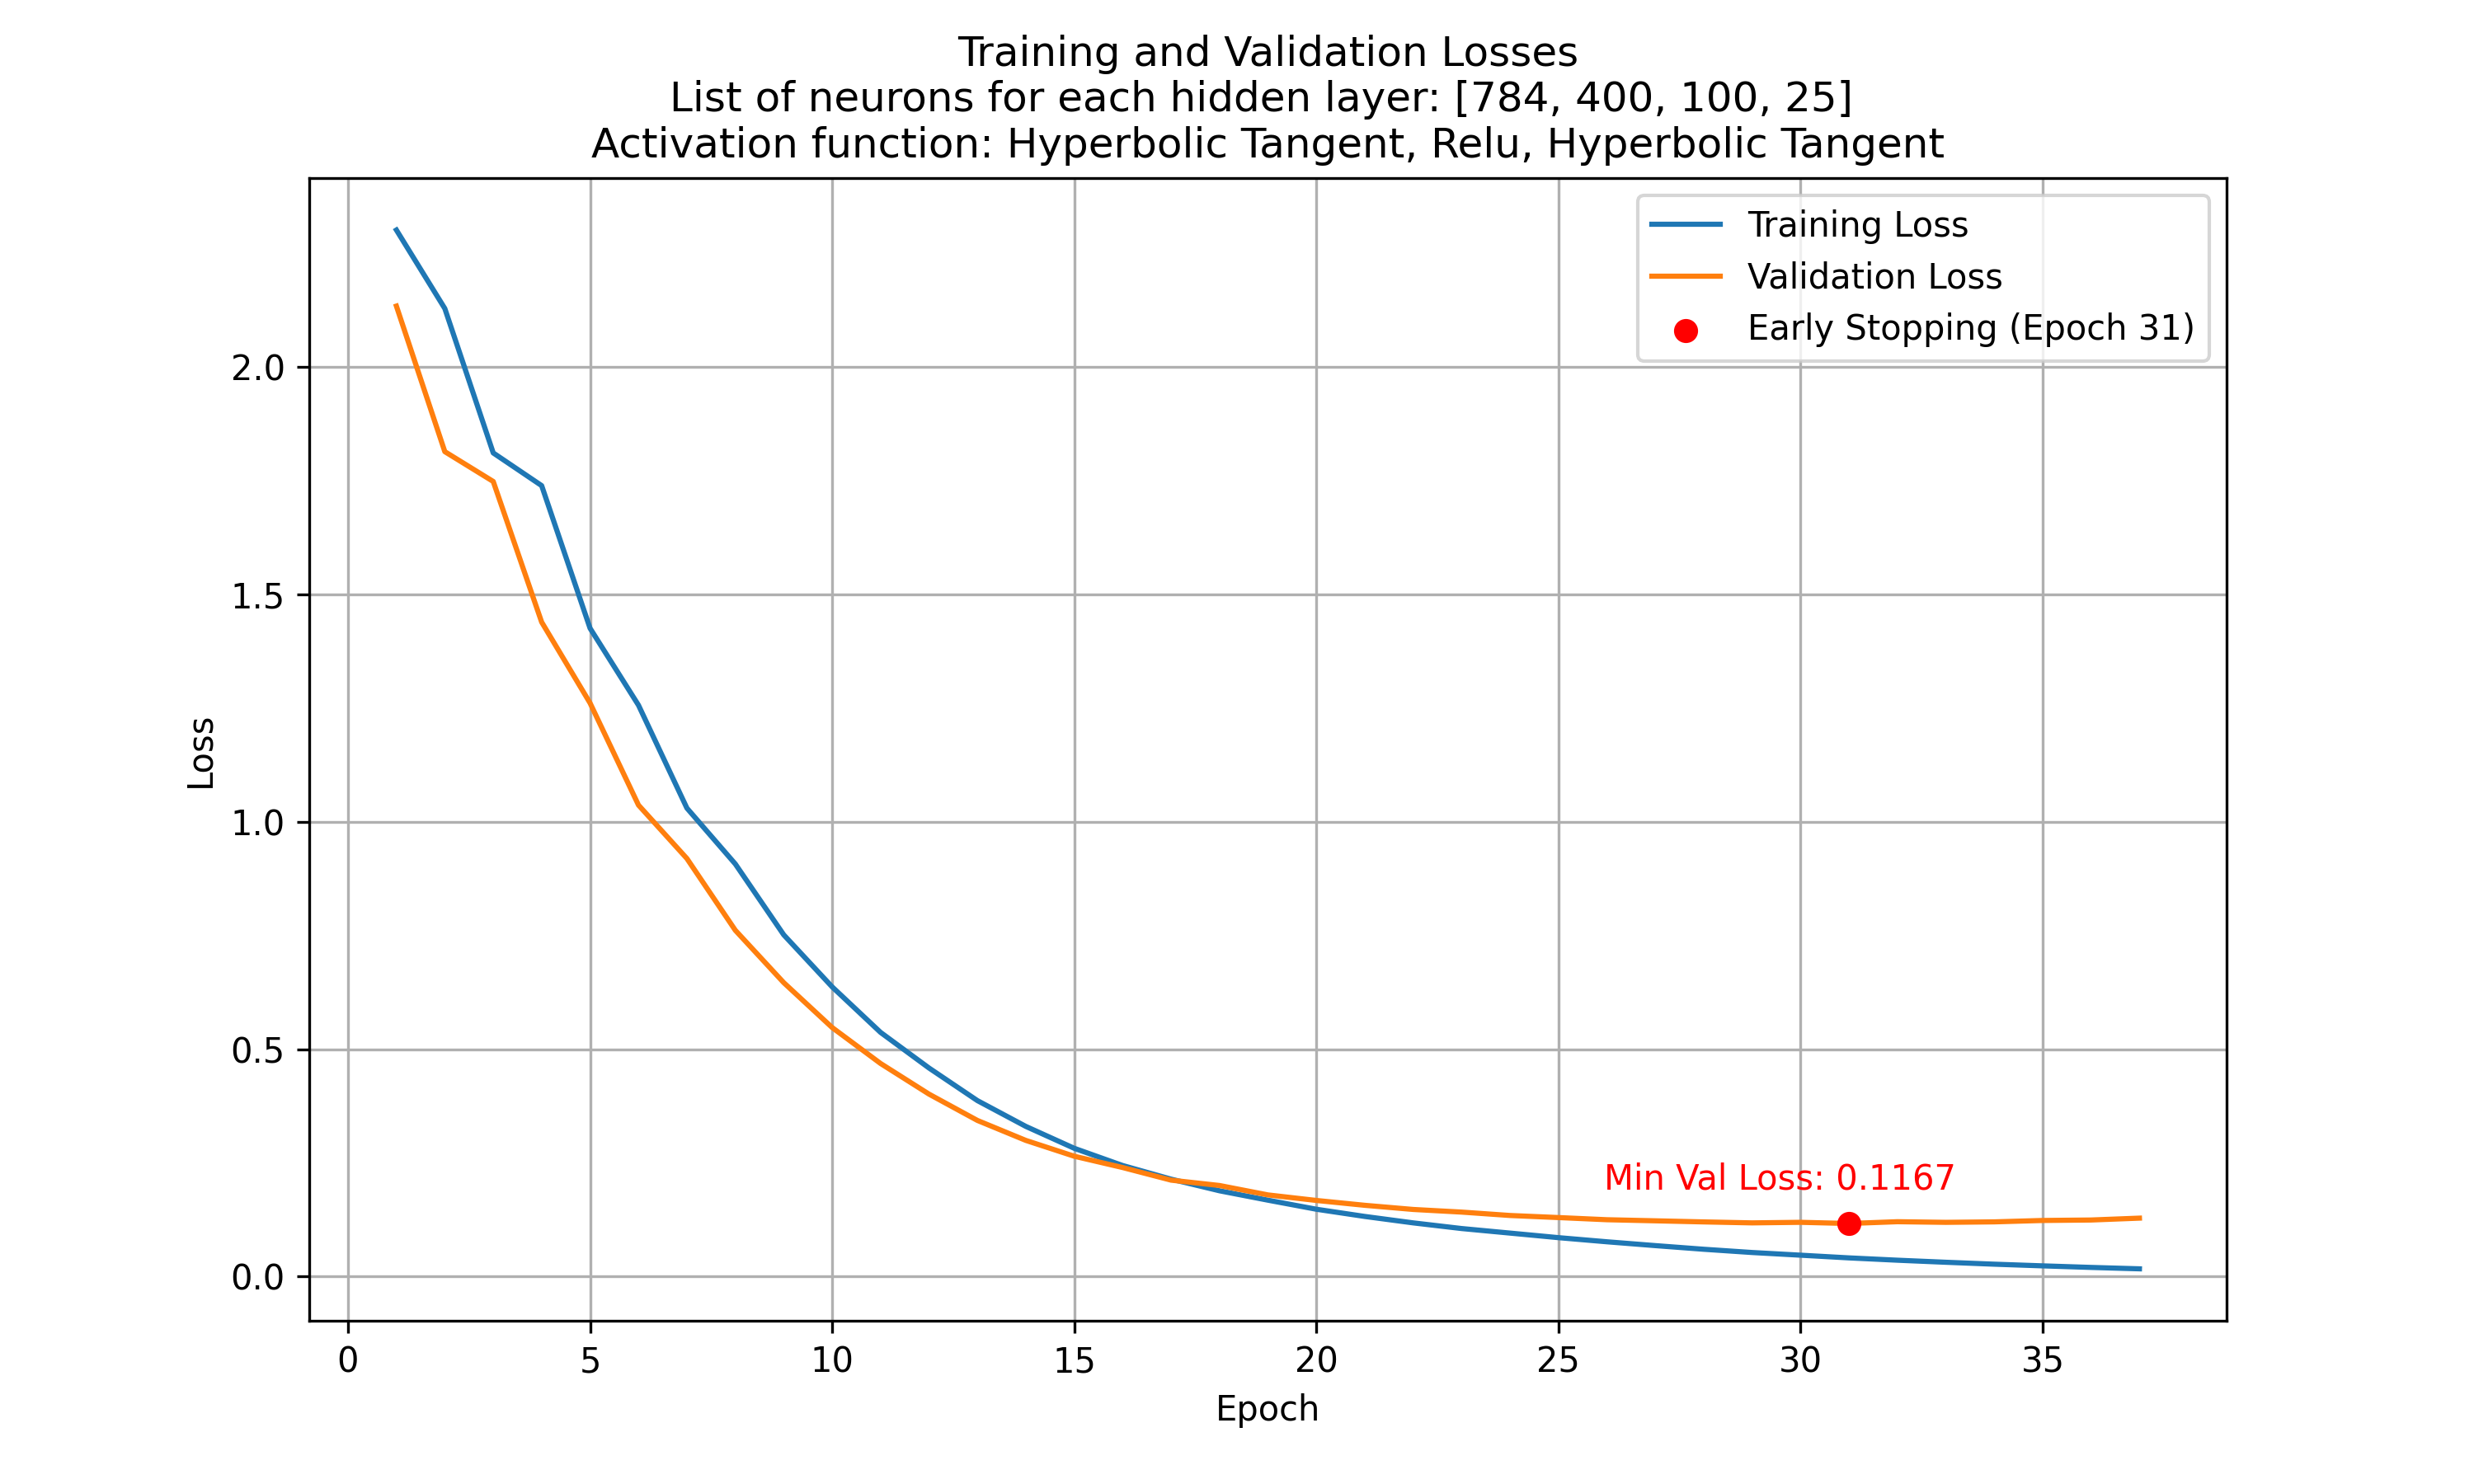 Training and Validation Losses
List of neurons for each hidden layer: [784, 400, 100, 25]
Activation function: Hyperbolic Tangent, Relu, Hyperbolic Tangent
Training Loss
Validation Loss
Early Stopping (Epoch 31)
2.0
1.5
1.0
0.5
0.0
Loss
Min Val Loss: 0.1167
0 5 10 15 20 25 30 35
Epoch